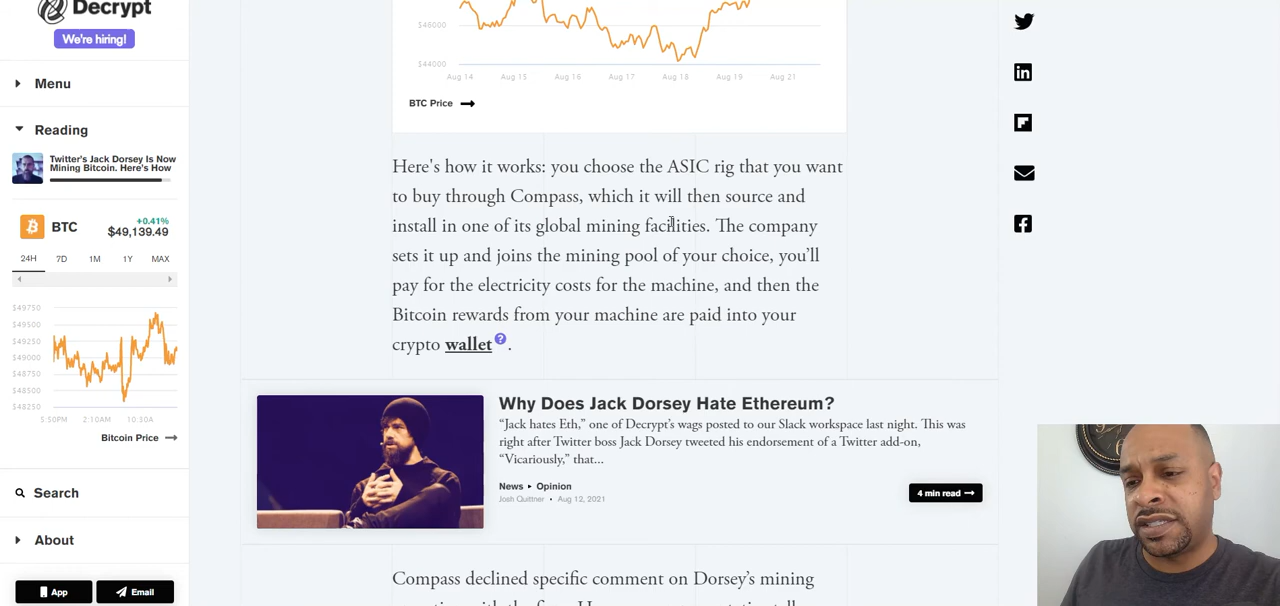 Decrypt
We're hiring!
Menu
Reading
Twitter's Jack Dorsey Is Now
Mining Bitcoin. Here's How
BTC
+0.41%
$49,139.49
24H 7D 1M 1Y MAX
$49750
$49500
$49250
$49000
$48750
$48500
$48250
5:50PM 2:10AM 10:30A
Bitcoin Price
Search
About
App Email
$45000
$44000
Aug 14 Aug 15 Aug 16 Aug 17 Aug 18 Aug 19 Aug 21
BTC Price
Here's how it works: you choose the ASIC rig that you want
to buy through Compass, which it will then source and
install in one of its global mining facilities. The company
sets it up and joins the mining pool of your choice, you'll
pay for the electricity costs for the machine, and then the
Bitcoin rewards from your machine are paid into your
crypto wallet ? .
Why Does Jack Dorsey Hate Ethereum?
“Jack hates Eth,” one of Decrypt's wags posted to our Slack workspace last night. This was
right after Twitter boss Jack Dorsey tweeted his endorsement of a Twitter add-on,
“Vicariously,” that...
News ▸ Opinion
Josh Quittner • Aug 12, 2021
4 min read
Compass declined specific comment on Dorsey's mining